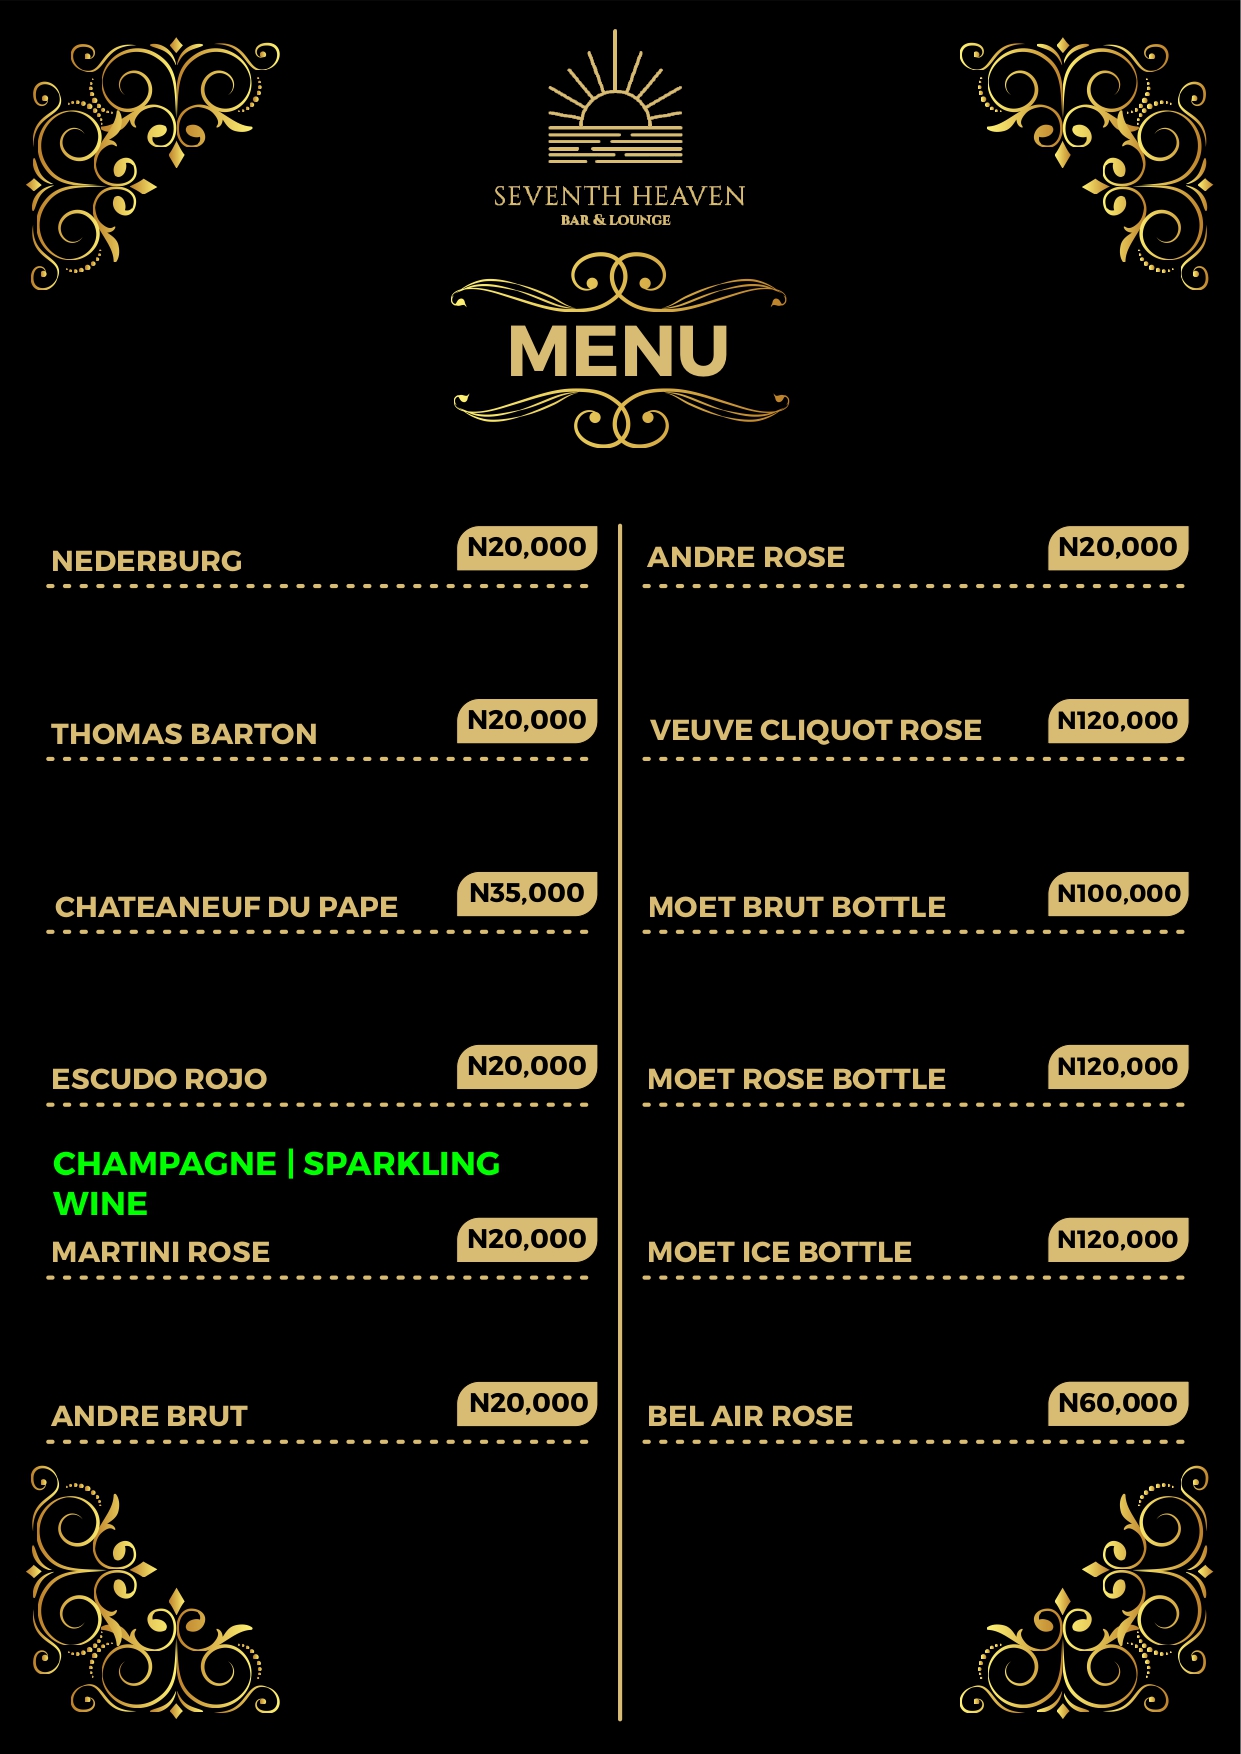 SEVENTH HEAVEN
BAR & LOUNGE
MENU
NEDERBURG N20,000
THOMAS BARTON N20,000
CHATEANEUF DU PAPE N35,000
ESCUDO ROJO N20,000
CHAMPAGNE | SPARKLING
WINE
MARTINI ROSE N20,000
ANDRE BRUT N20,000
ANDRE ROSE N20,000
VEUVE CLIQUOT ROSE N120,000
MOET BRUT BOTTLE N100,000
MOET ROSE BOTTLE N120,000
MOET ICE BOTTLE N120,000
BEL AIR ROSE N60,000